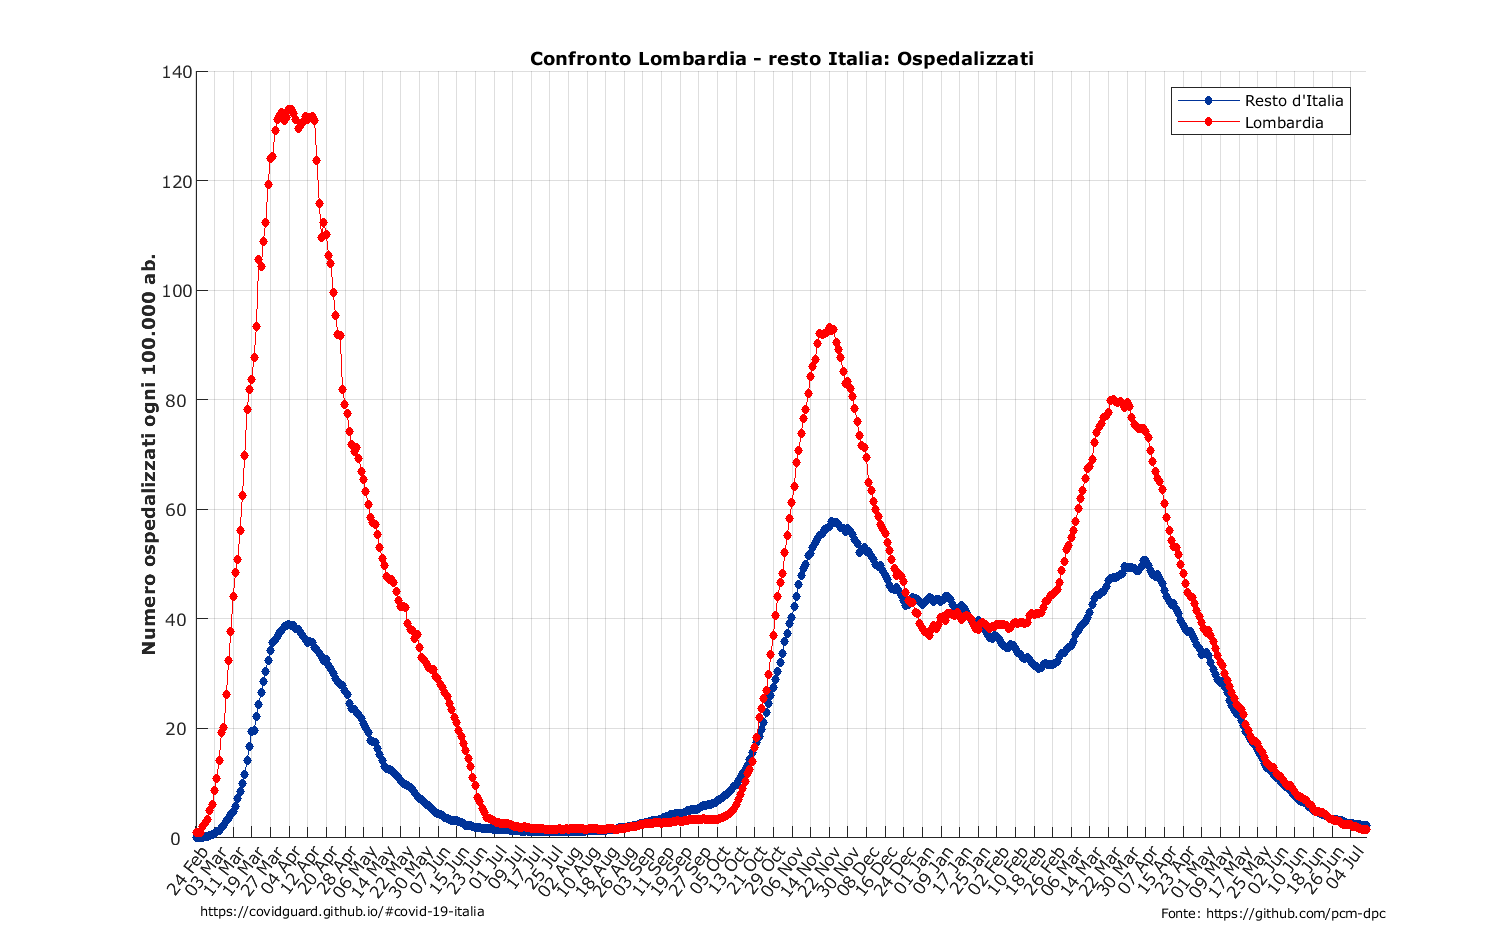 Confronto Lombardia - resto Italia: Ospedalizzati
Resto d'Italia
Lombardia
Numero ospedalizzati ogni 100.000 ab.
140
120
100
80
60
40
20
0
24 Feb
03 Mar
11 Mar
19 Mar
27 Mar
04 Apr
12 Apr
20 Apr
28 Apr
06 May
14 May
22 May
30 May
07 Jun
15 Jun
23 Jun
01 Jul
09 Jul
17 Jul
25 Jul
02 Aug
10 Aug
18 Aug
26 Aug
03 Sep
11 Sep
19 Sep
27 Sep
05 Oct
13 Oct
21 Oct
29 Oct
06 Nov
14 Nov
22 Nov
30 Nov
08 Dec
16 Dec
24 Dec
01 Jan
09 Jan
17 Jan
25 Jan
02 Feb
10 Feb
18 Feb
26 Feb
06 Mar
14 Mar
22 Mar
30 Mar
07 Apr
15 Apr
23 Apr
01 May
09 May
17 May
25 May
02 Jun
10 Jun
18 Jun
26 Jun
04 Jul
https://covidguard.github.io/#covid-19-italia
Fonte: https://github.com/pcm-dpc